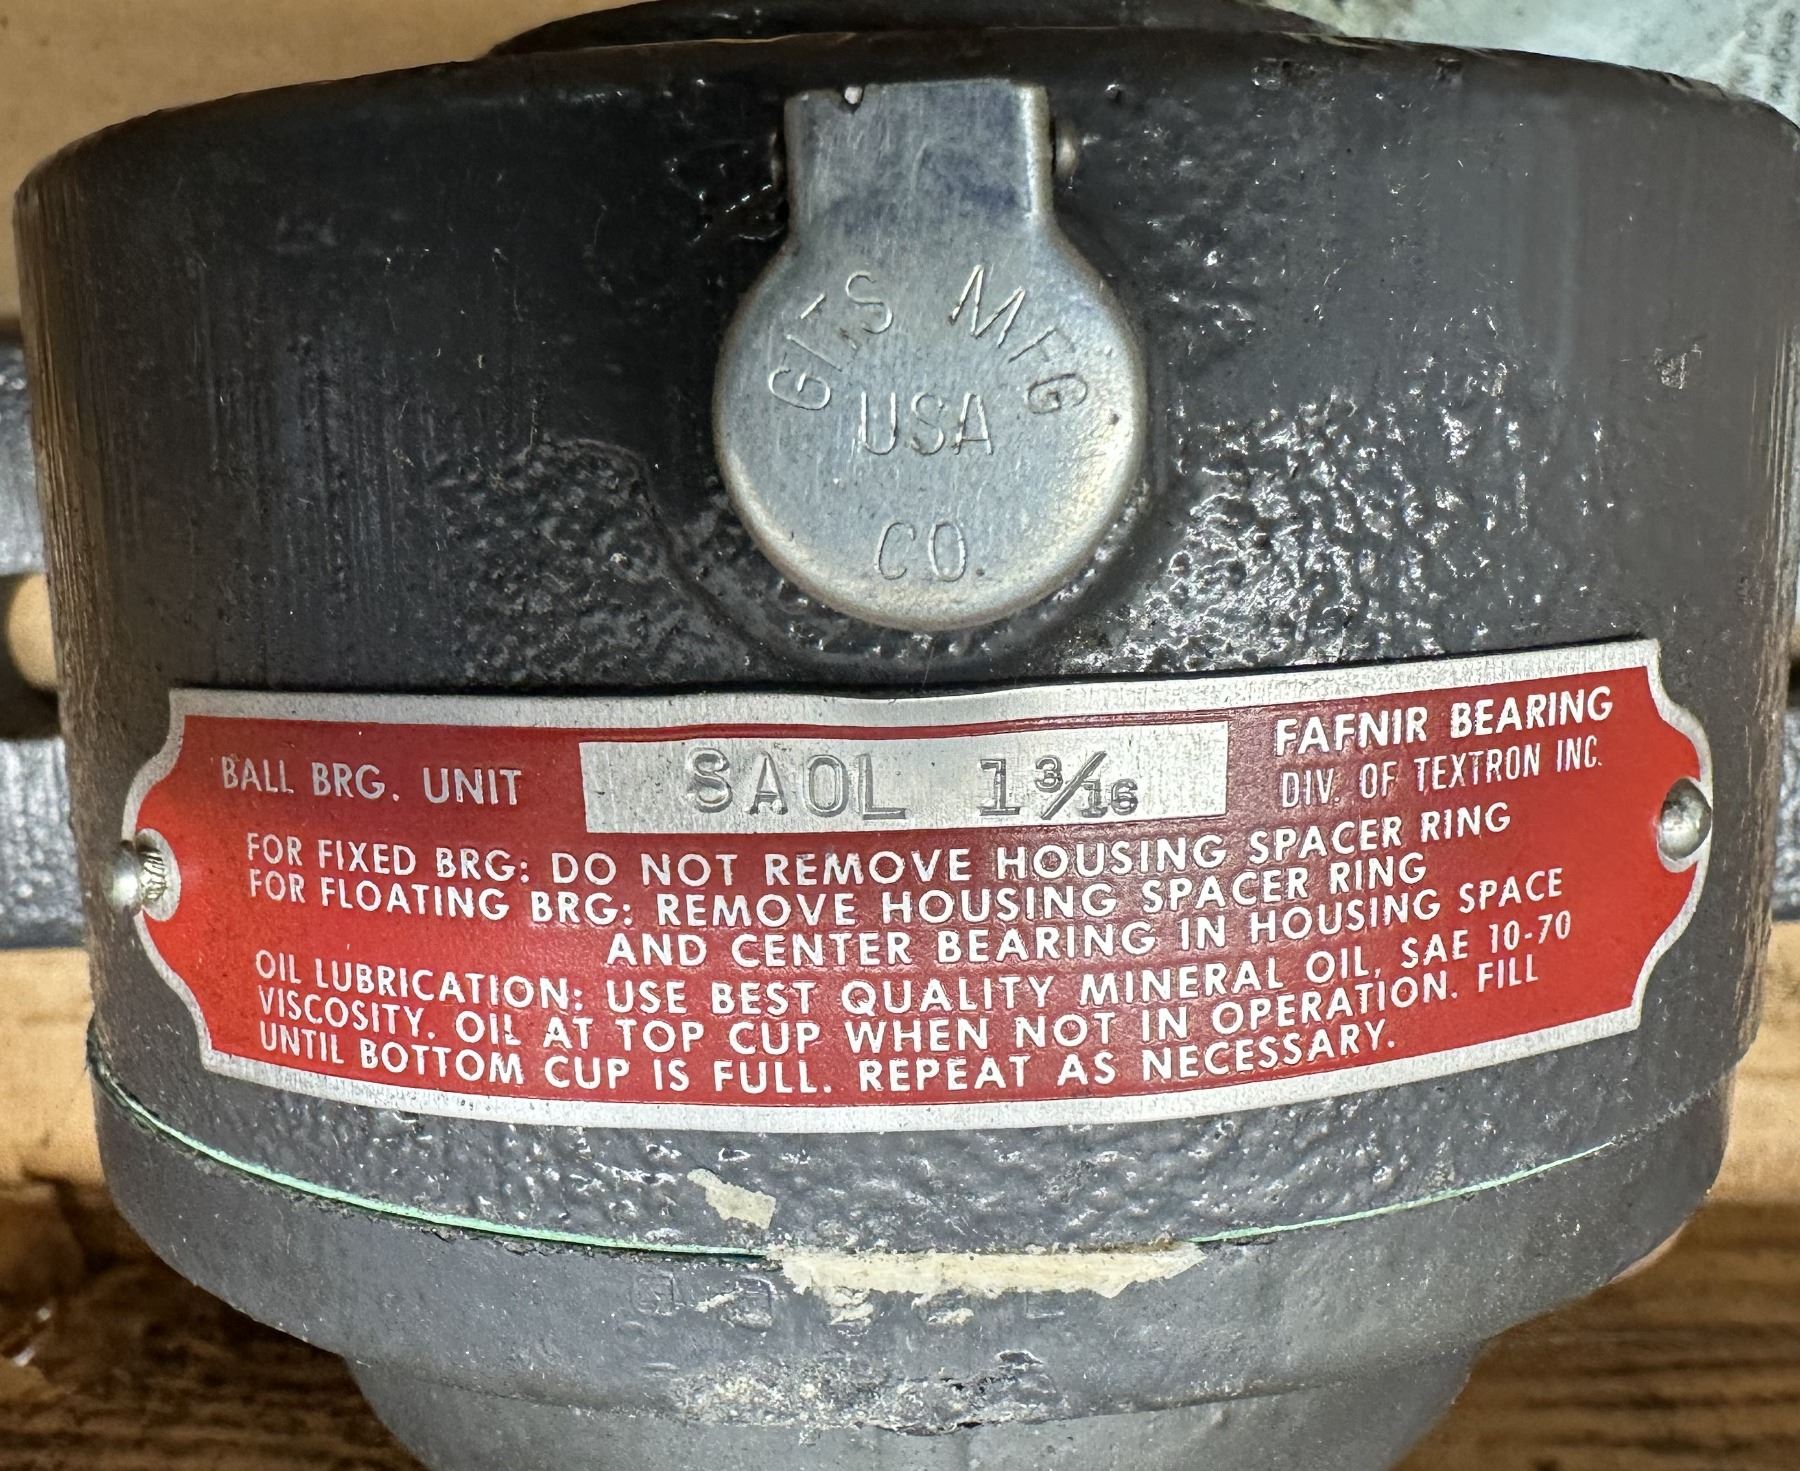 GITS MFG
USA
CO.
BALL BRG. UNIT SAOL 1 3/16 FAFNIR BEARING
DIV. OF TEXTRON INC.
FOR FIXED BRG: DO NOT REMOVE HOUSING SPACER RING
FOR FLOATING BRG: REMOVE HOUSING SPACER RING
AND CENTER BEARING IN HOUSING SPACE
OIL LUBRICATION: USE BEST QUALITY MINERAL OIL, SAE 10-70
VISCOSITY. OIL AT TOP CUP WHEN NOT IN OPERATION. FILL
UNTIL BOTTOM CUP IS FULL. REPEAT AS NECESSARY.